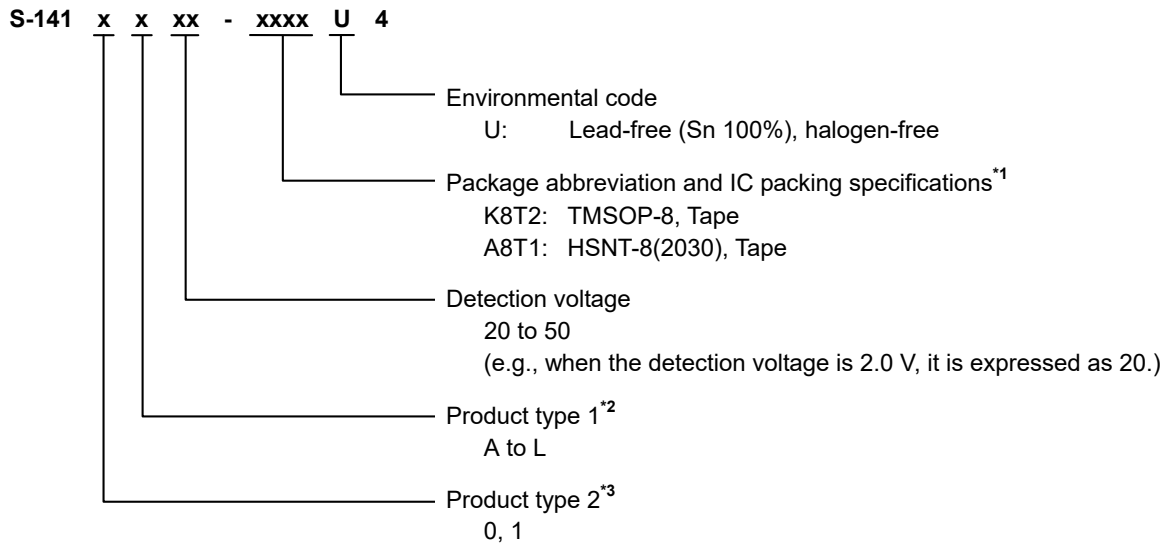 S-141 x x xx - xxxx U 4
Environmental code
U: Lead-free (Sn 100%), halogen-free
Package abbreviation and IC packing specifications*1
K8T2: TMSOP-8, Tape
A8T1: HSNT-8(2030), Tape
Detection voltage
20 to 50
(e.g., when the detection voltage is 2.0 V, it is expressed as 20.)
Product type 1*2
A to L
Product type 2*3
0, 1